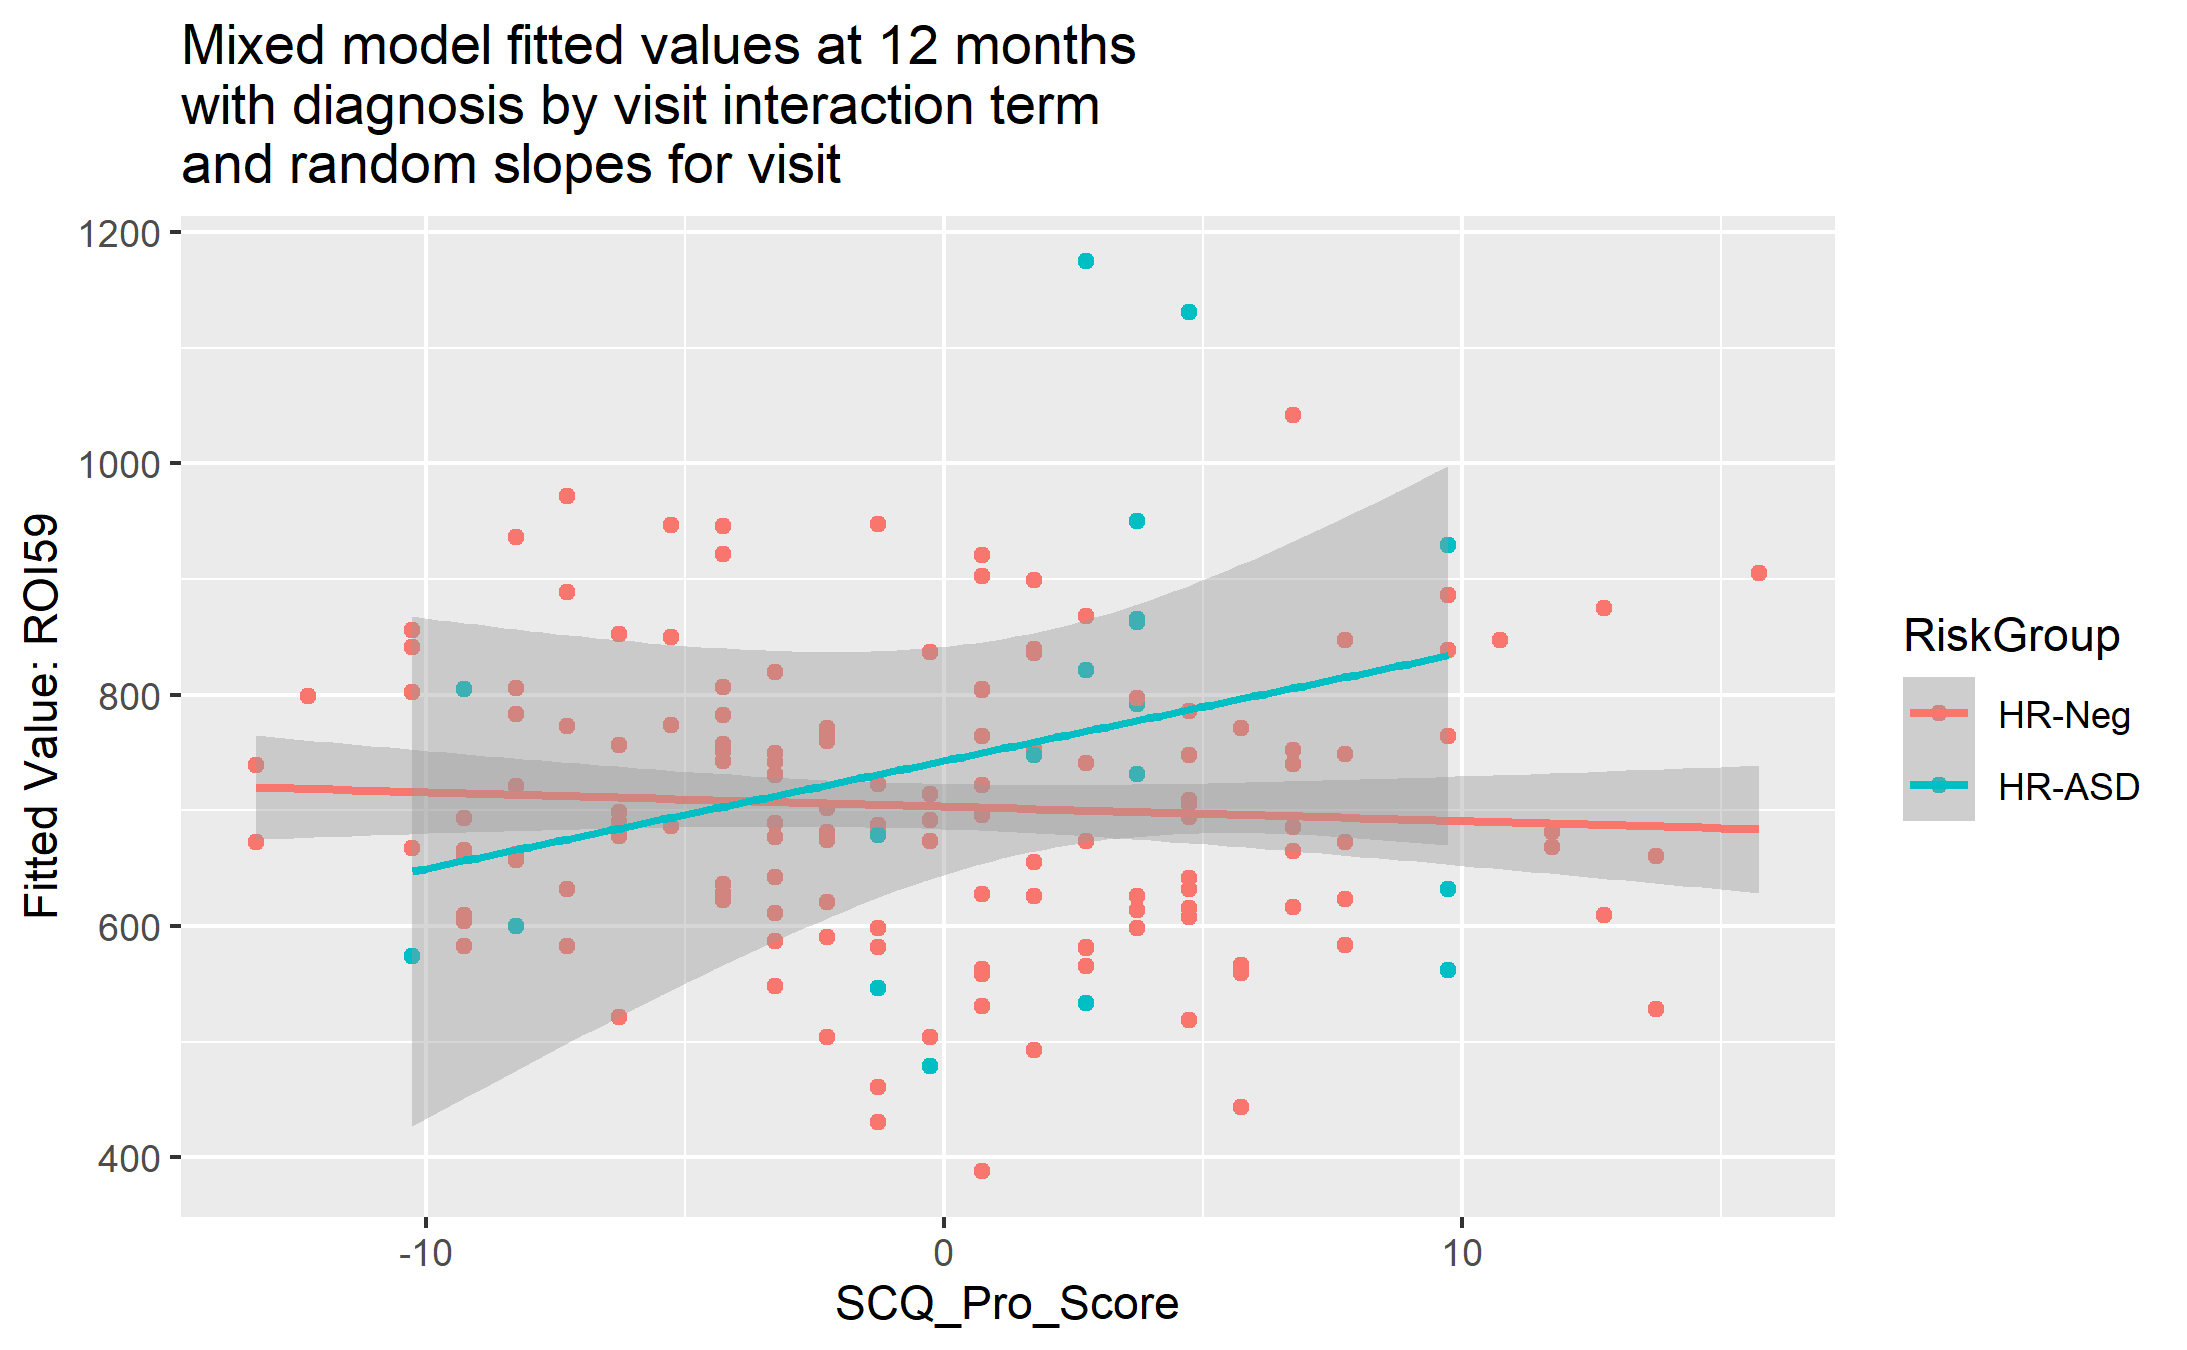 Mixed model fitted values at 12 months
with diagnosis by visit interaction term
and random slopes for visit
1200
1000
800
600
400
Fitted Value: ROI59
-10
0
10
SCQ_Pro_Score
RiskGroup
HR-Neg
HR-ASD